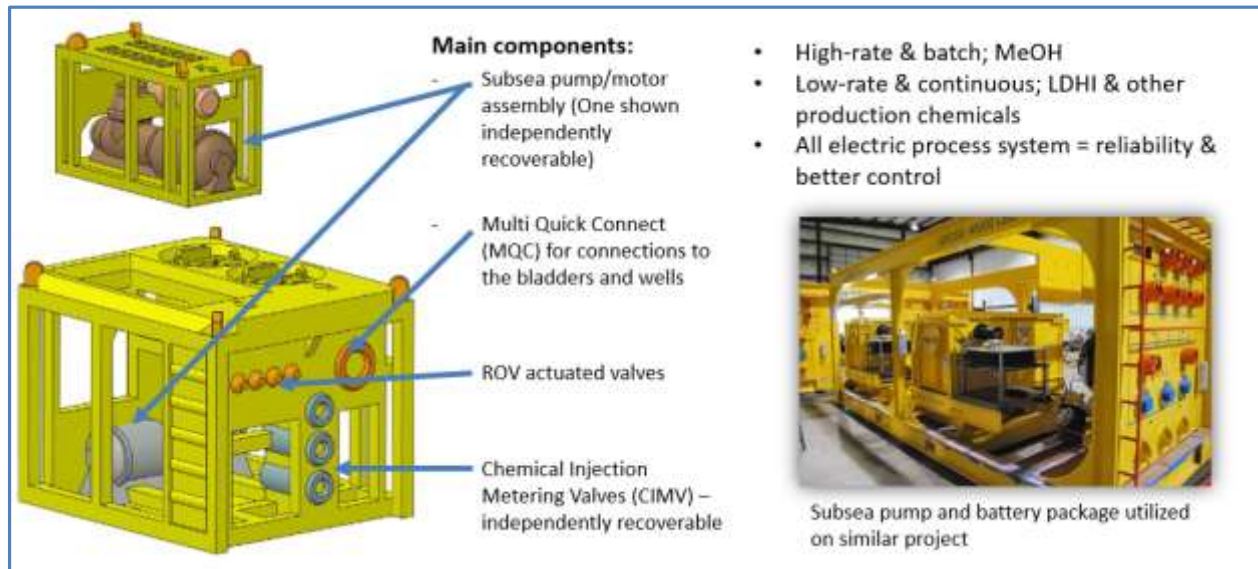 Main components:
- Subsea pump/motor
assembly (One shown
independently
recoverable)
- Multi Quick Connect
(MQC) for connections to
the bladders and wells
ROV actuated valves
Chemical Injection
Metering Valves (CIMV) –
independently recoverable
• High-rate & batch; MeOH
• Low-rate & continuous; LDHI & other
production chemicals
• All electric process system = reliability &
better control
Subsea pump and battery package utilized
on similar project